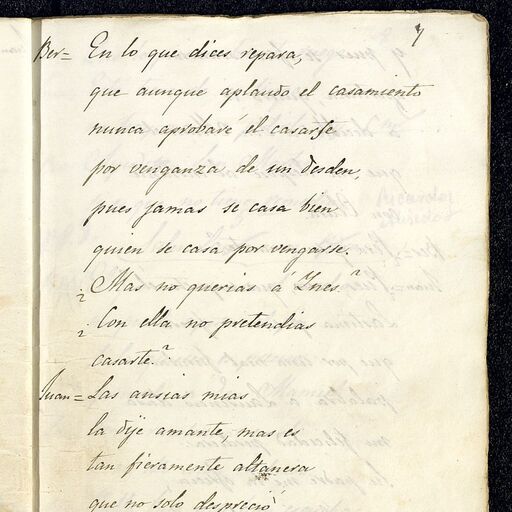 7
Ber= En lo que dices repara,
que aunque aplaudo el casamiento
nunca aprobaré el casarse
por venganza de un desden,
pues jamas se casa bien
quien se casa por vengarse.
¿Mas no querias á Ynes?
¿Con ella no pretendias
casarte?
Juan= Las ansias mias
la dije amante, mas es
tan fieramente altanera
que no solo despreció